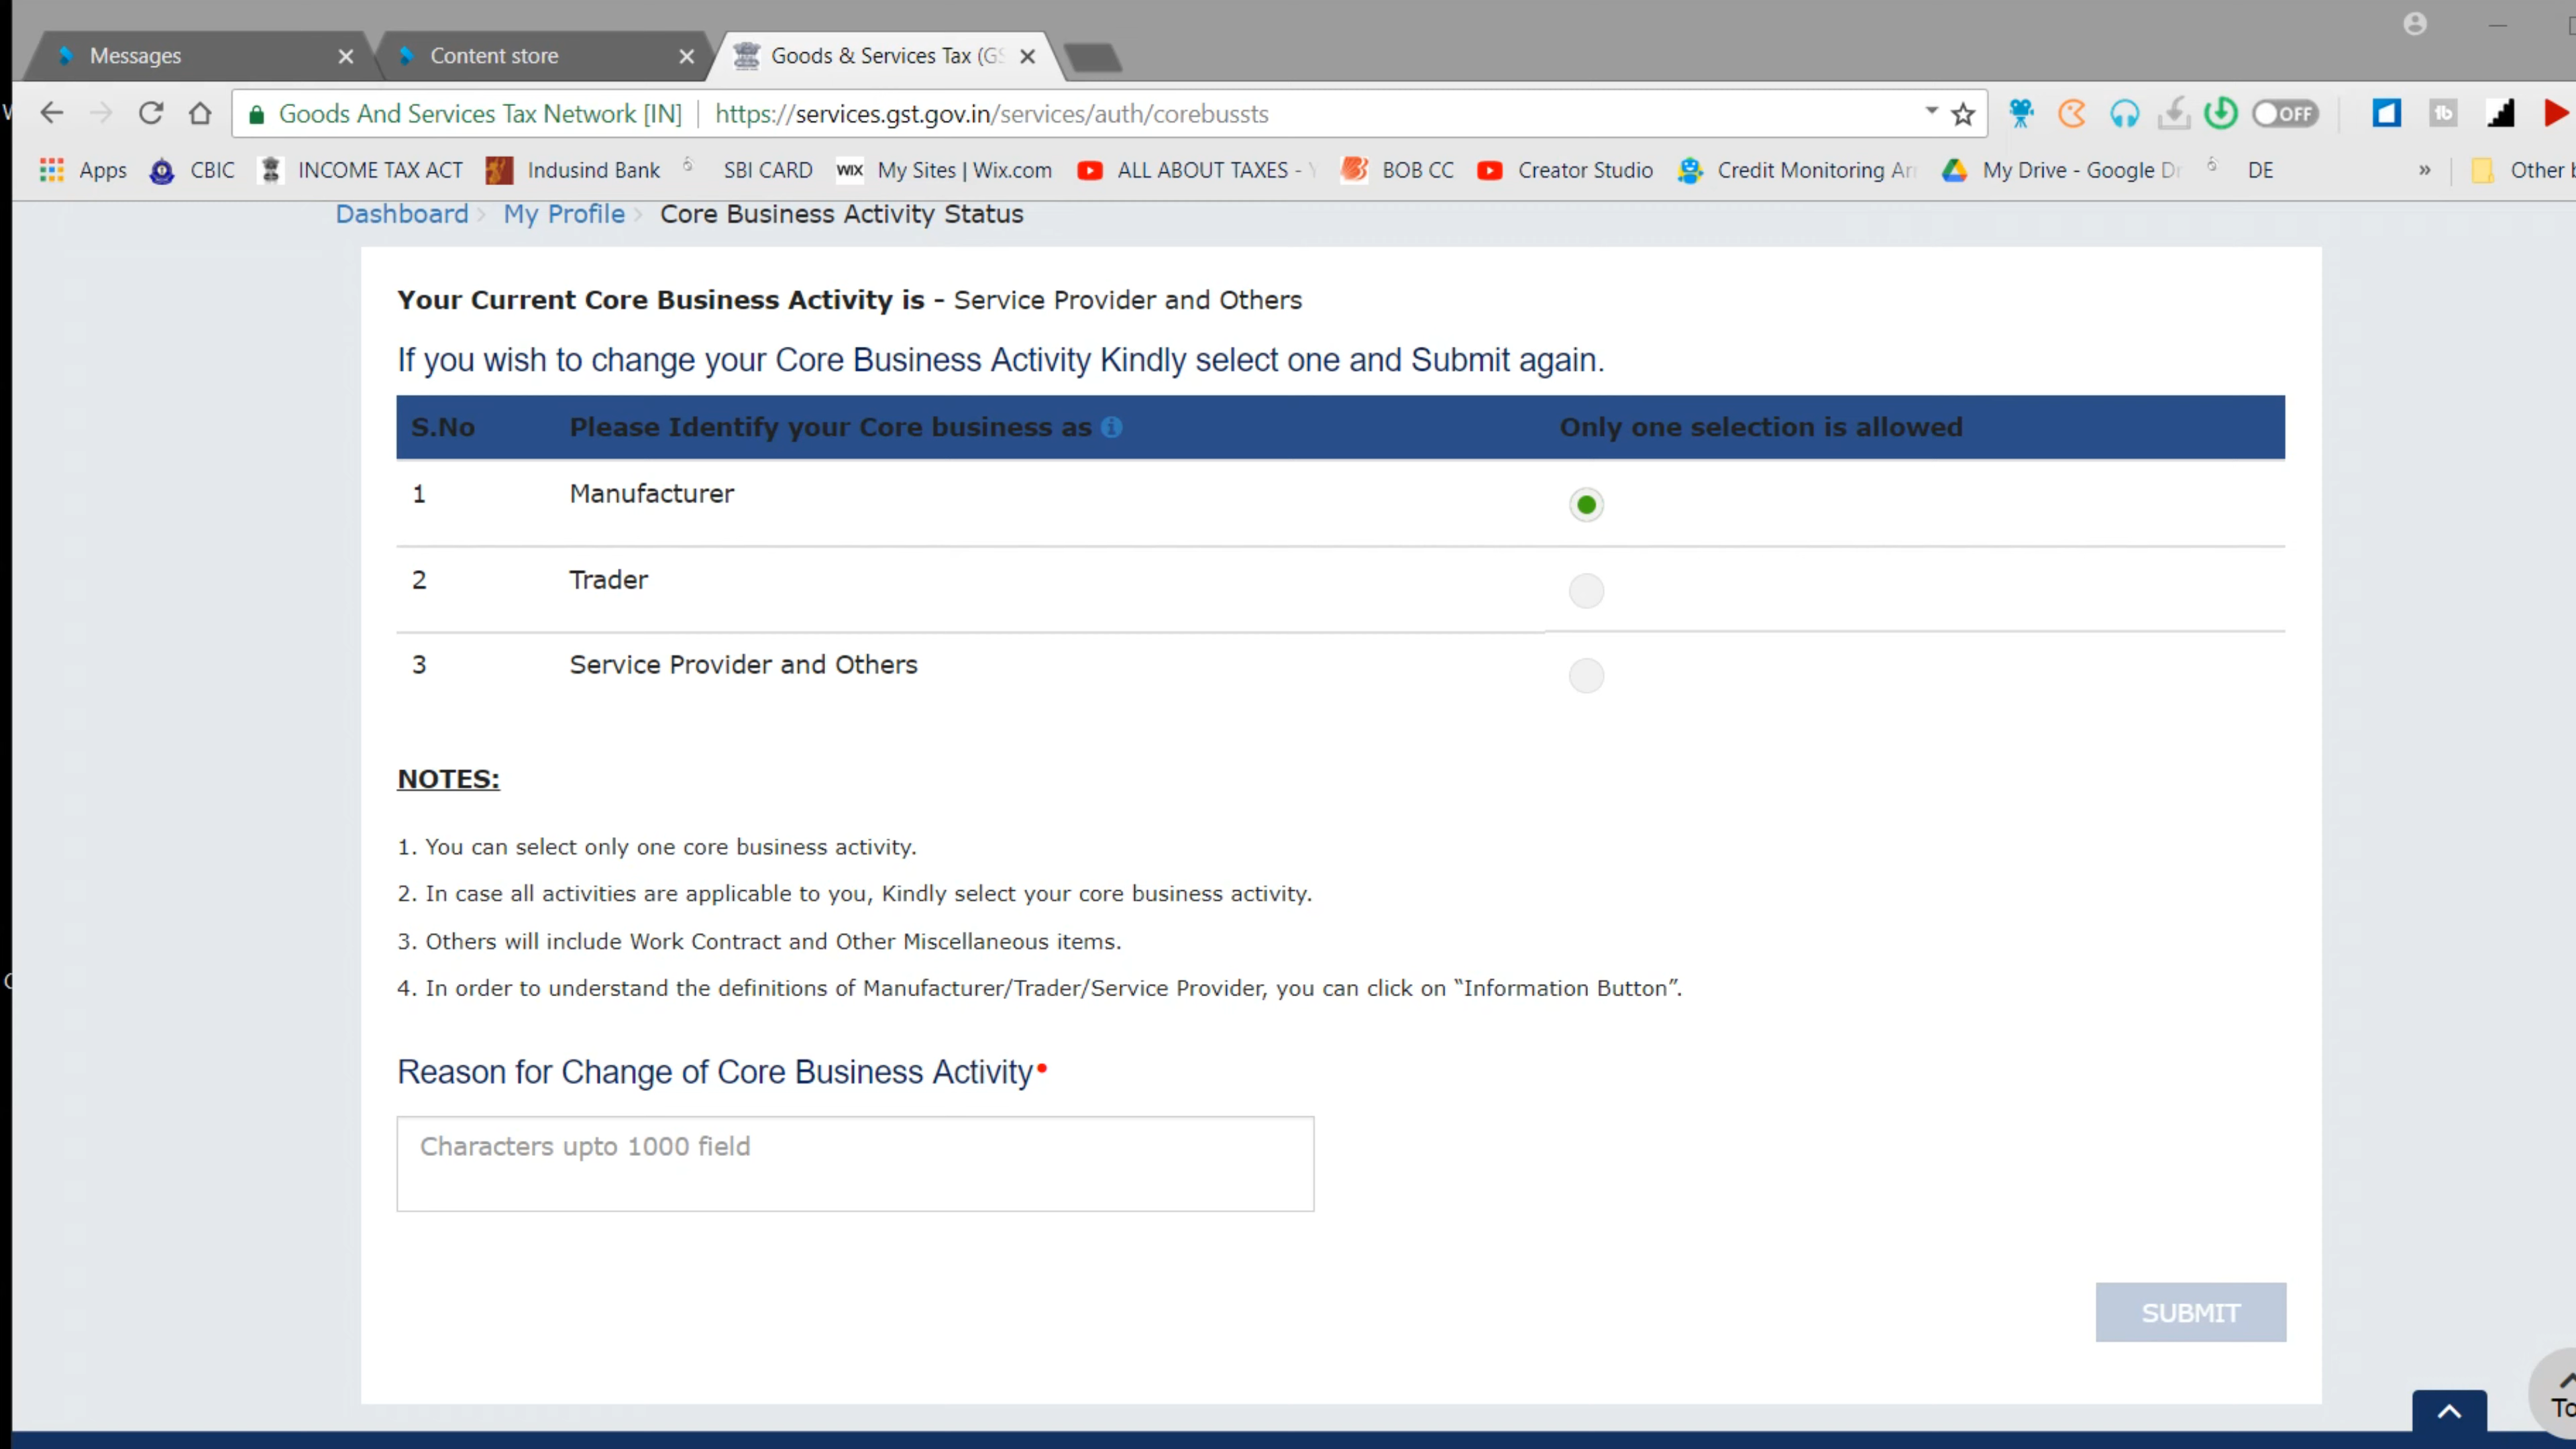 Messages
Content store
Goods & Services Tax (GS
Goods And Services Tax Network [IN] | https://services.gst.gov.in/services/auth/corebussts
OFF
Apps CBIC INCOME TAX ACT Indusind Bank SBI CARD WIX My Sites | Wix.com ALL ABOUT TAXES - BOB CC Creator Studio Credit Monitoring Arr My Drive - Google Dr DE » Other b
Dashboard > My Profile > Core Business Activity Status
Your Current Core Business Activity is - Service Provider and Others
If you wish to change your Core Business Activity Kindly select one and Submit again.
S.No Please Identify your Core business as Only one selection is allowed
1 Manufacturer
2 Trader
3 Service Provider and Others
NOTES:
1. You can select only one core business activity.
2. In case all activities are applicable to you, Kindly select your core business activity.
3. Others will include Work Contract and Other Miscellaneous items.
4. In order to understand the definitions of Manufacturer/Trader/Service Provider, you can click on “Information Button”.
Reason for Change of Core Business Activity•
Characters upto 1000 field
SUBMIT
To